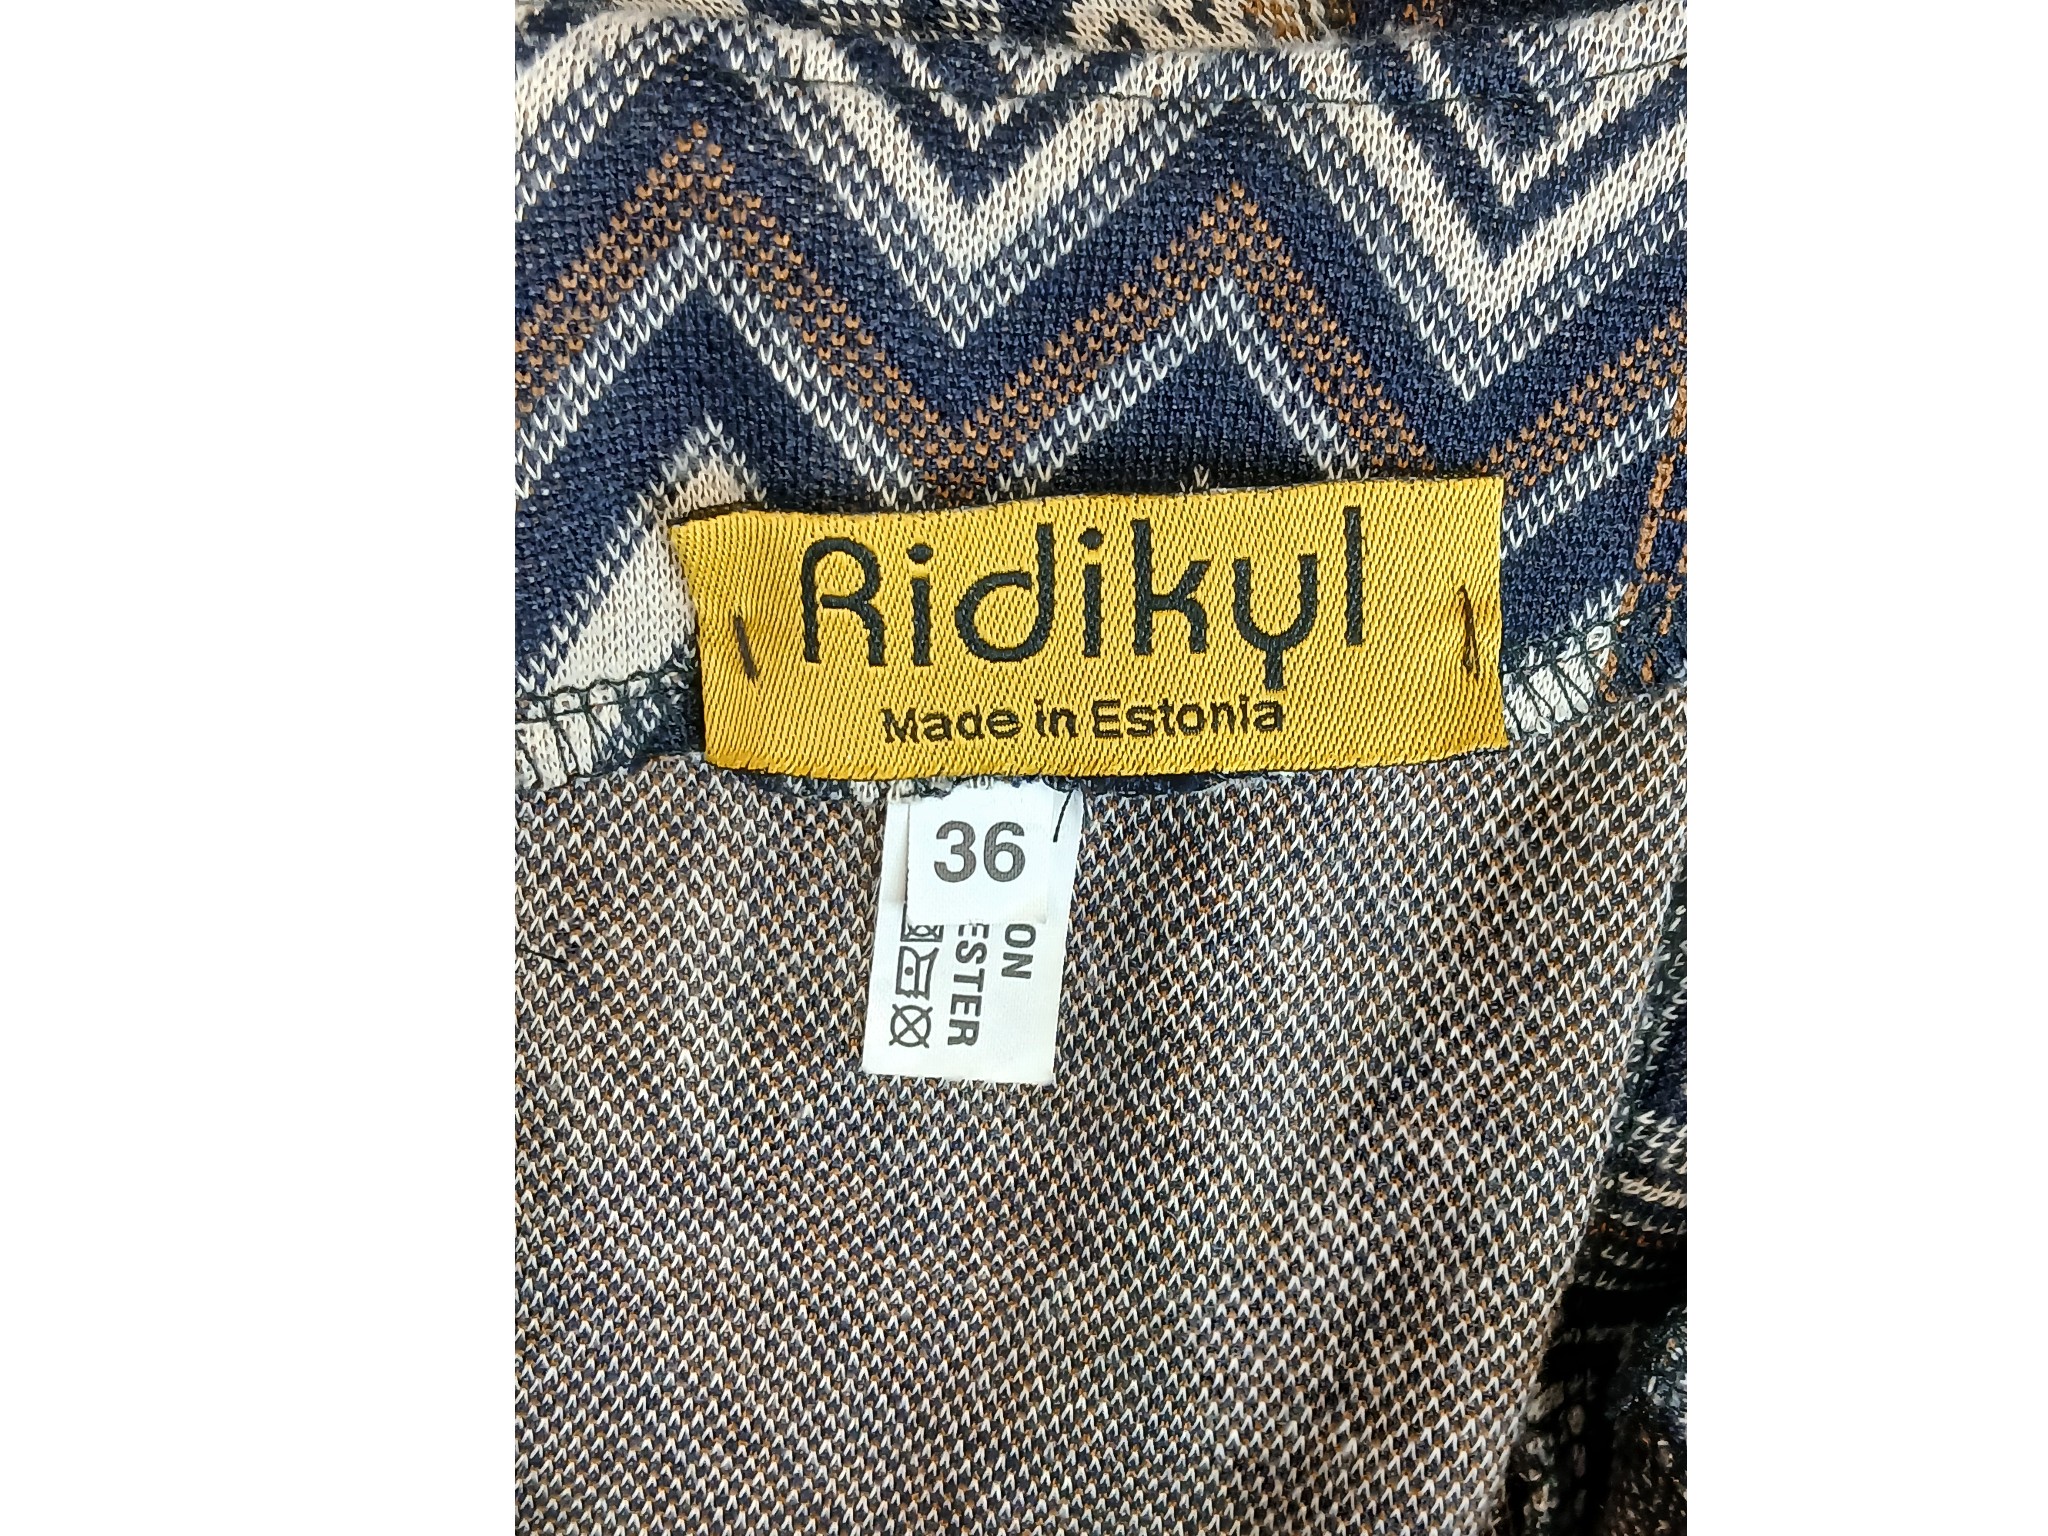 Ridikyl
Made in Estonia
36
ON
ESTER